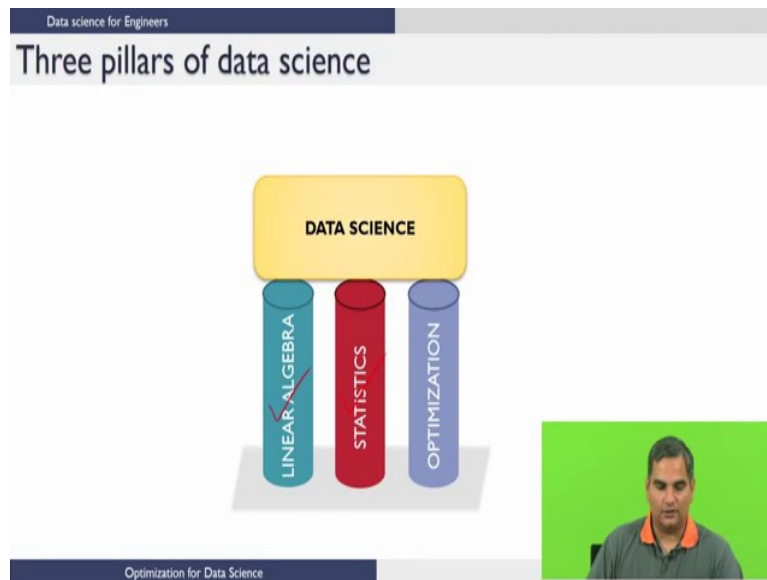 Data science for Engineers
Three pillars of data science
DATA SCIENCE
LINEAR ALGEBRA
STATiSTICS
OPTIMIZATION
Optimization for Data Science